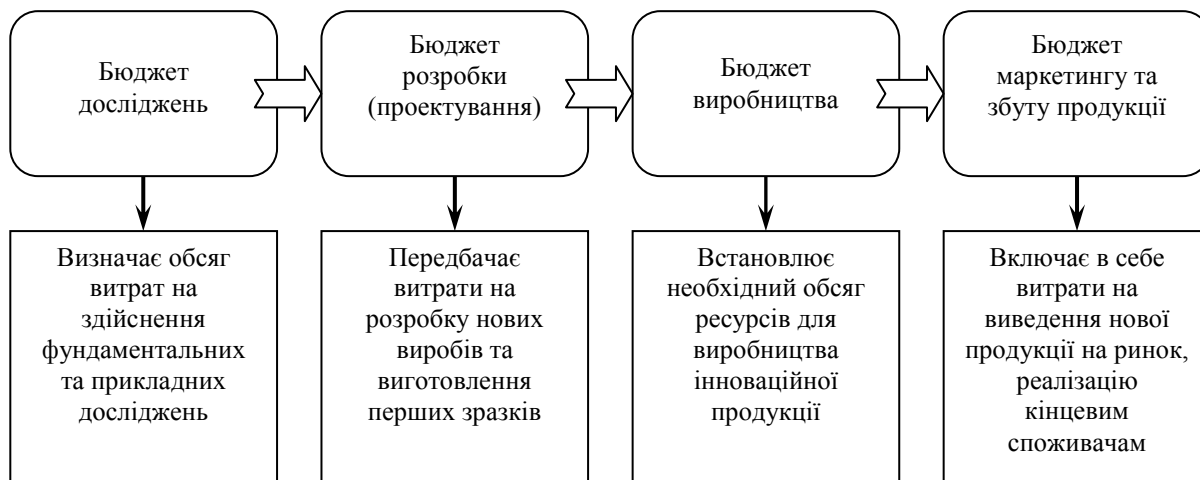 Бюджет
досліджень
Бюджет
розробки
(проектування)
Бюджет
виробництва
Бюджет
маркетингу та
збуту продукції
Визначає обсяг
витрат на
здійснення
фундаментальних
та прикладних
досліджень
Передбачає
витрати на
розробку нових
виробів та
виготовлення
перших зразків
Встановлює
необхідний обсяг
ресурсів для
виробництва
інноваційної
продукції
Включає в себе
витрати на
виведення нової
продукції на ринок,
реалізацію
кінцевим
споживачам